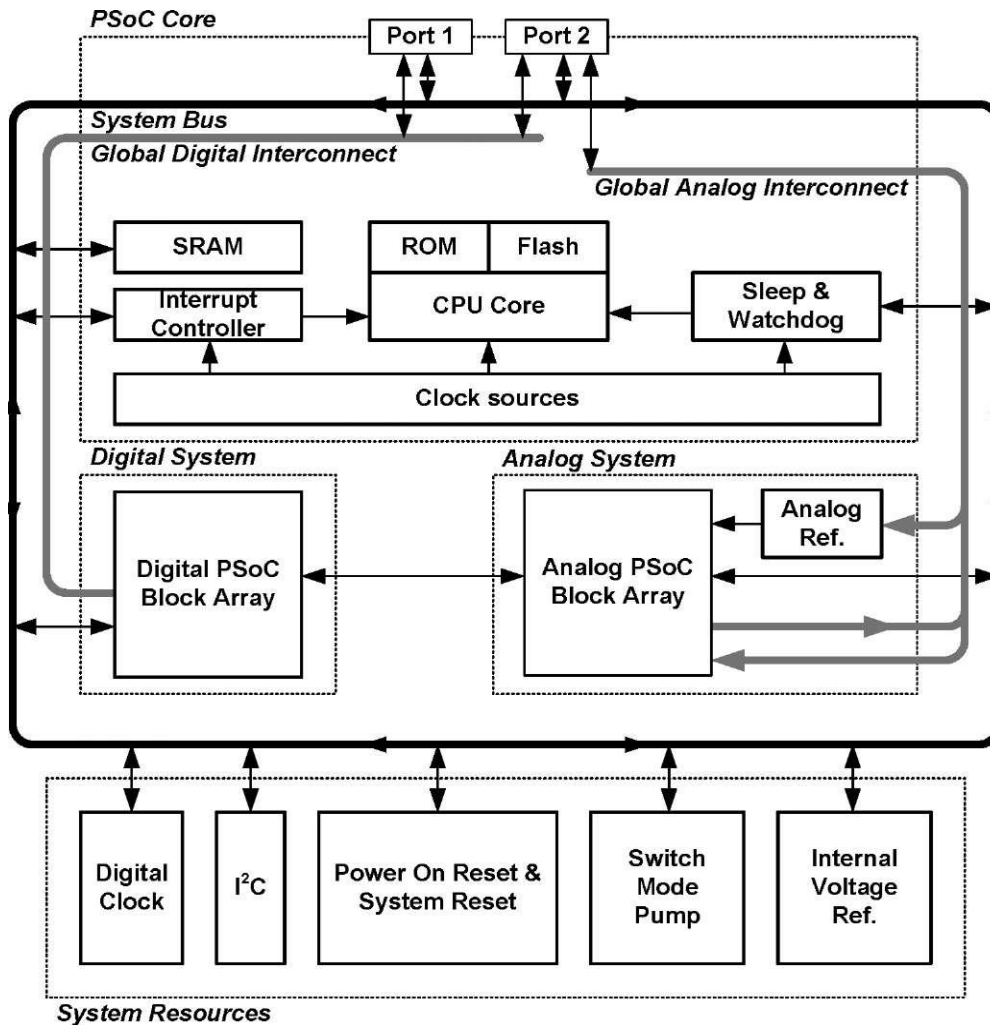 PSoC Core
Port 1
Port 2
System Bus
Global Digital Interconnect
Global Analog Interconnect
SRAM
ROM
Flash
Interrupt
Controller
CPU Core
Sleep &
Watchdog
Clock sources
Digital System
Analog System
Digital PSoC
Block Array
Analog PSoC
Block Array
Analog
Ref.
Digital
Clock
I²C
Power On Reset &
System Reset
Switch
Mode
Pump
Internal
Voltage
Ref.
System Resources